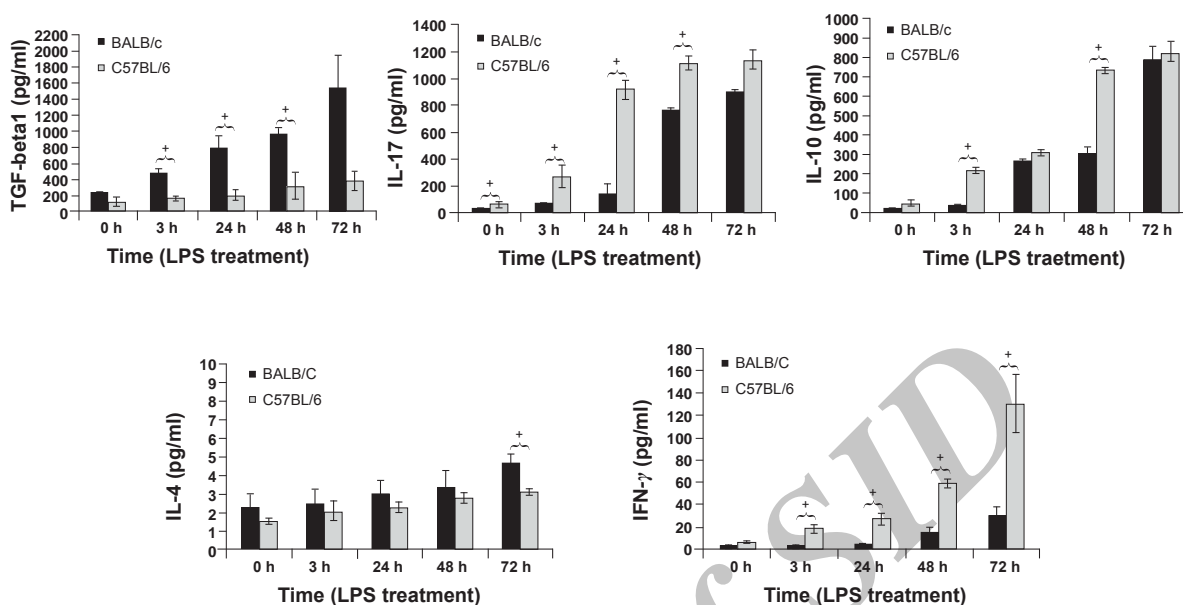 TGF-beta1 (pg/ml)
2200
2000
1800
1600
1400
1200
1000
800
600
400
200
0
BALB/c
C57BL/6
+
+
+
0 h 3 h 24 h 48 h 72 h
Time (LPS treatment)
IL-17 (pg/ml)
1400
1200
1000
800
600
400
200
0
BALB/c
C57BL/6
+
+
+
+
0 h 3 h 24 h 48 h 72 h
Time (LPS treatment)
IL-10 (pg/ml)
1000
900
800
700
600
500
400
300
200
100
0
BALB/c
C57BL/6
+
+
0 h 3 h 24 h 48 h 72 h
Time (LPS traetment)
IL-4 (pg/ml)
10
9
8
7
6
5
4
3
2
1
0
BALB/C
C57BL/6
+
0 h 3 h 24 h 48 h 72 h
Time (LPS treatment)
IFN-γ (pg/ml)
180
160
140
120
100
80
60
40
20
0
BALB/C
C57BL/6
+
+
+
+
0 h 3 h 24 h 48 h 72 h
Time (LPS treatment)
SID